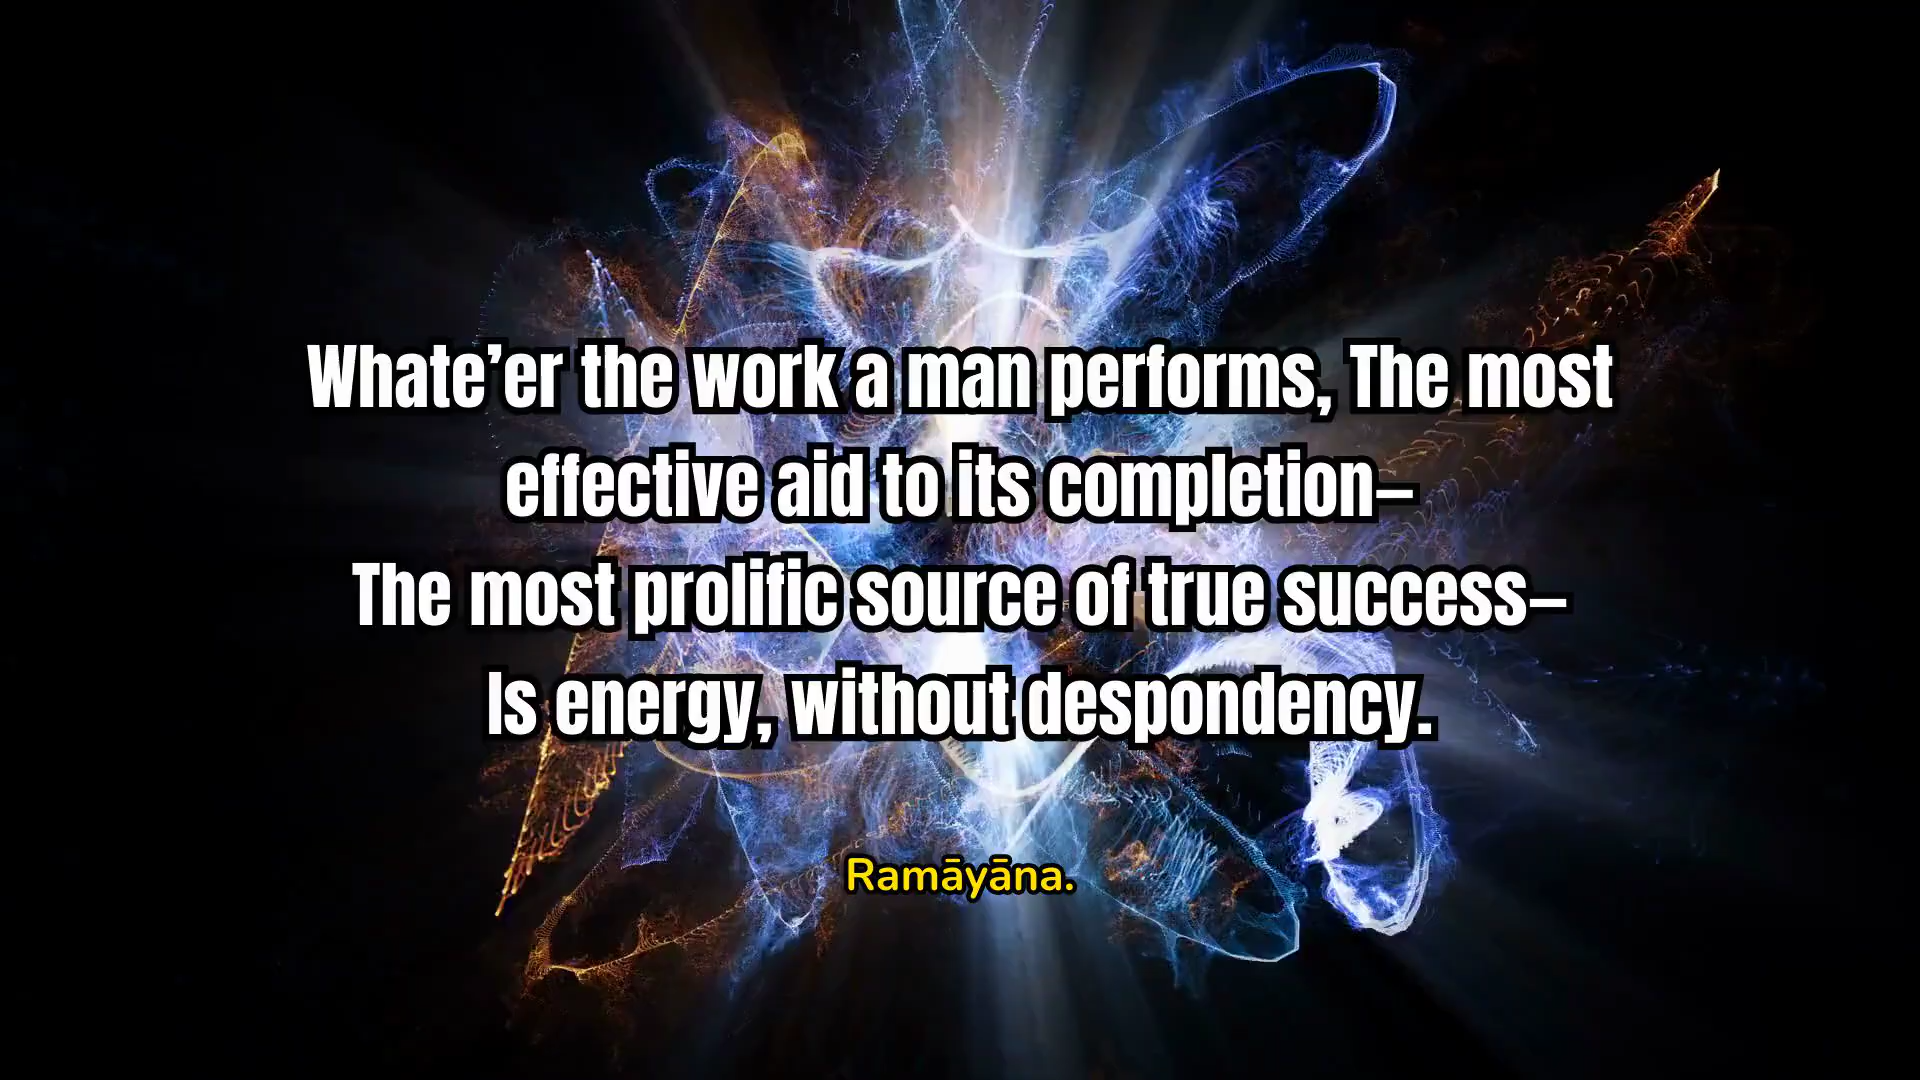 Whate’er the work a man performs, The most
effective aid to its completion—
The most prolific source of true success—
Is energy, without despondency.
Ramāyāna.